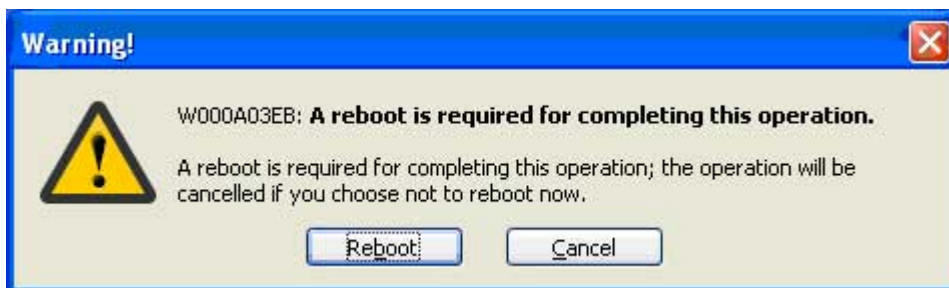 Warning!
W000A03EB: A reboot is required for completing this operation.
A reboot is required for completing this operation; the operation will be
cancelled if you choose not to reboot now.
Reboot Cancel